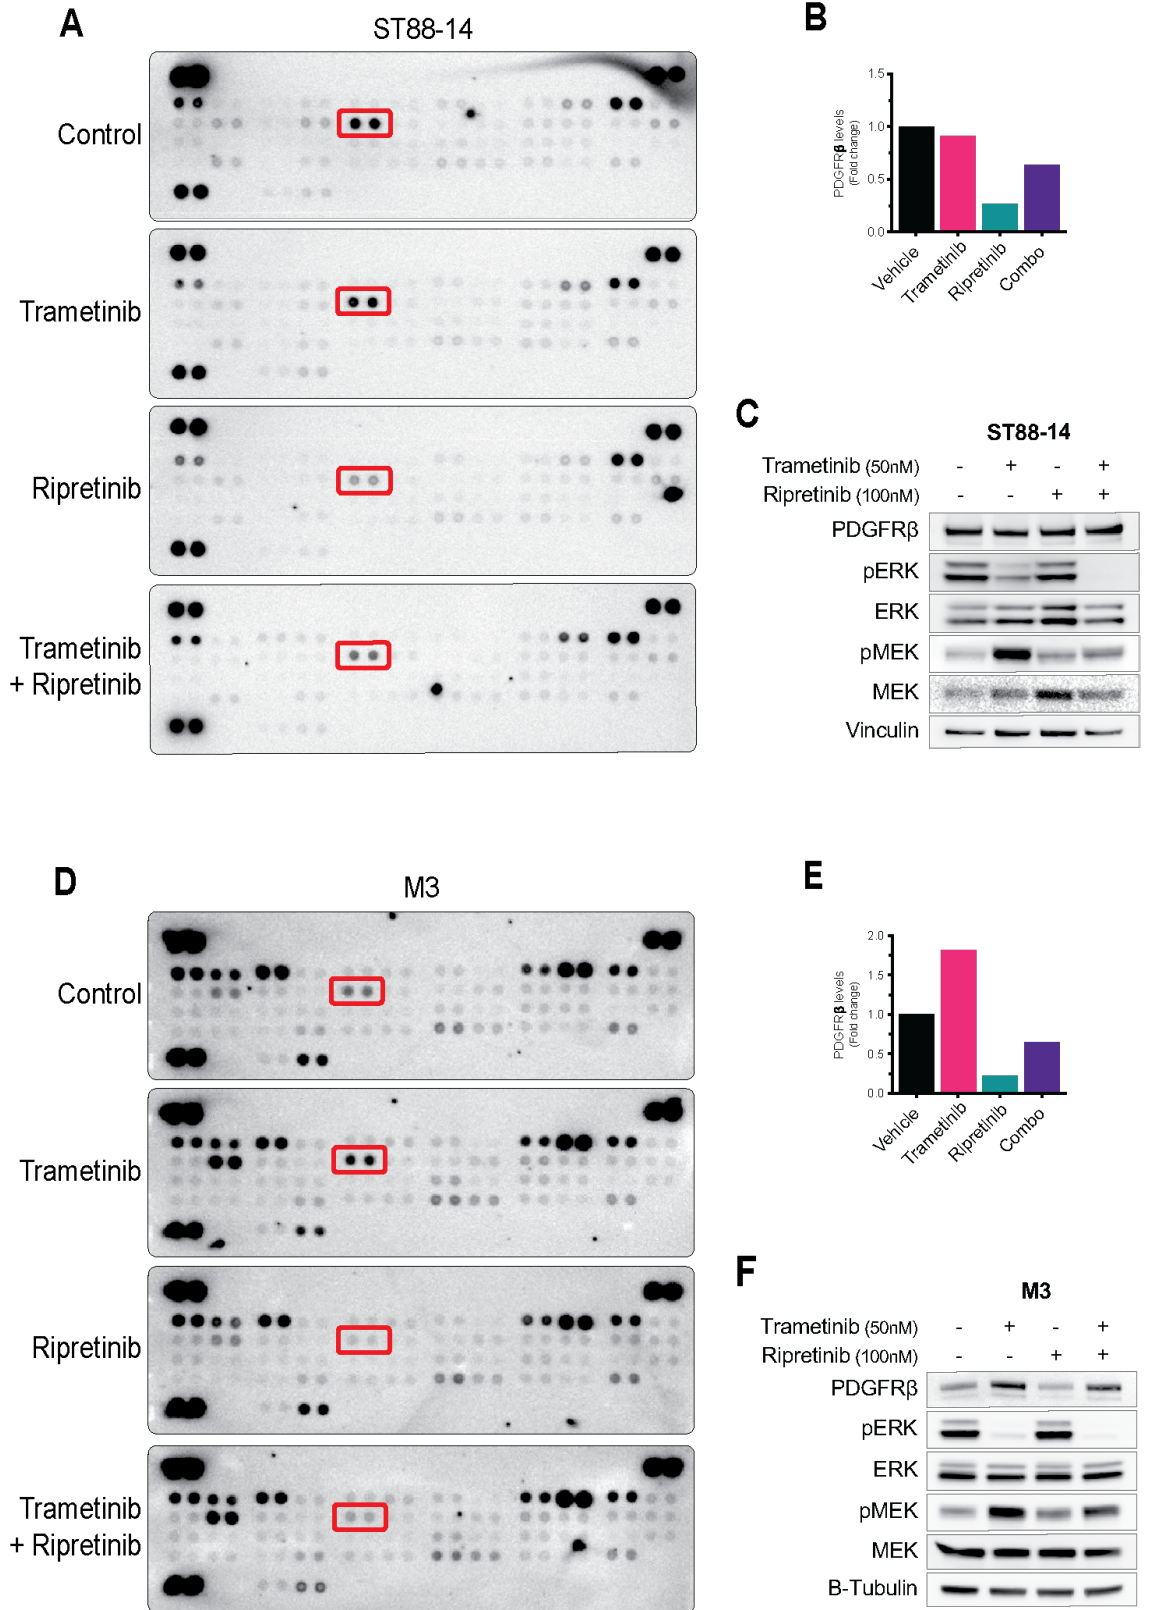 A
ST88-14
Control
Trametinib
Ripretinib
Trametinib
+ Ripretinib
B
PDGFRβ levels
(Fold change)
1.5
1.0
0.5
0.0
Vehicle
Trametinib
Ripretinib
Combo
C
ST88-14
Trametinib (50nM) - + - +
Ripretinib (100nM) - - + +
PDGFRβ
pERK
ERK
pMEK
MEK
Vinculin
D
M3
Control
Trametinib
Ripretinib
Trametinib
+ Ripretinib
E
PDGFRβ levels
(Fold change)
2.0
1.5
1.0
0.5
0.0
Vehicle
Trametinib
Ripretinib
Combo
F
M3
Trametinib (50nM) - + - +
Ripretinib (100nM) - - + +
PDGFRβ
pERK
ERK
pMEK
MEK
B-Tubulin